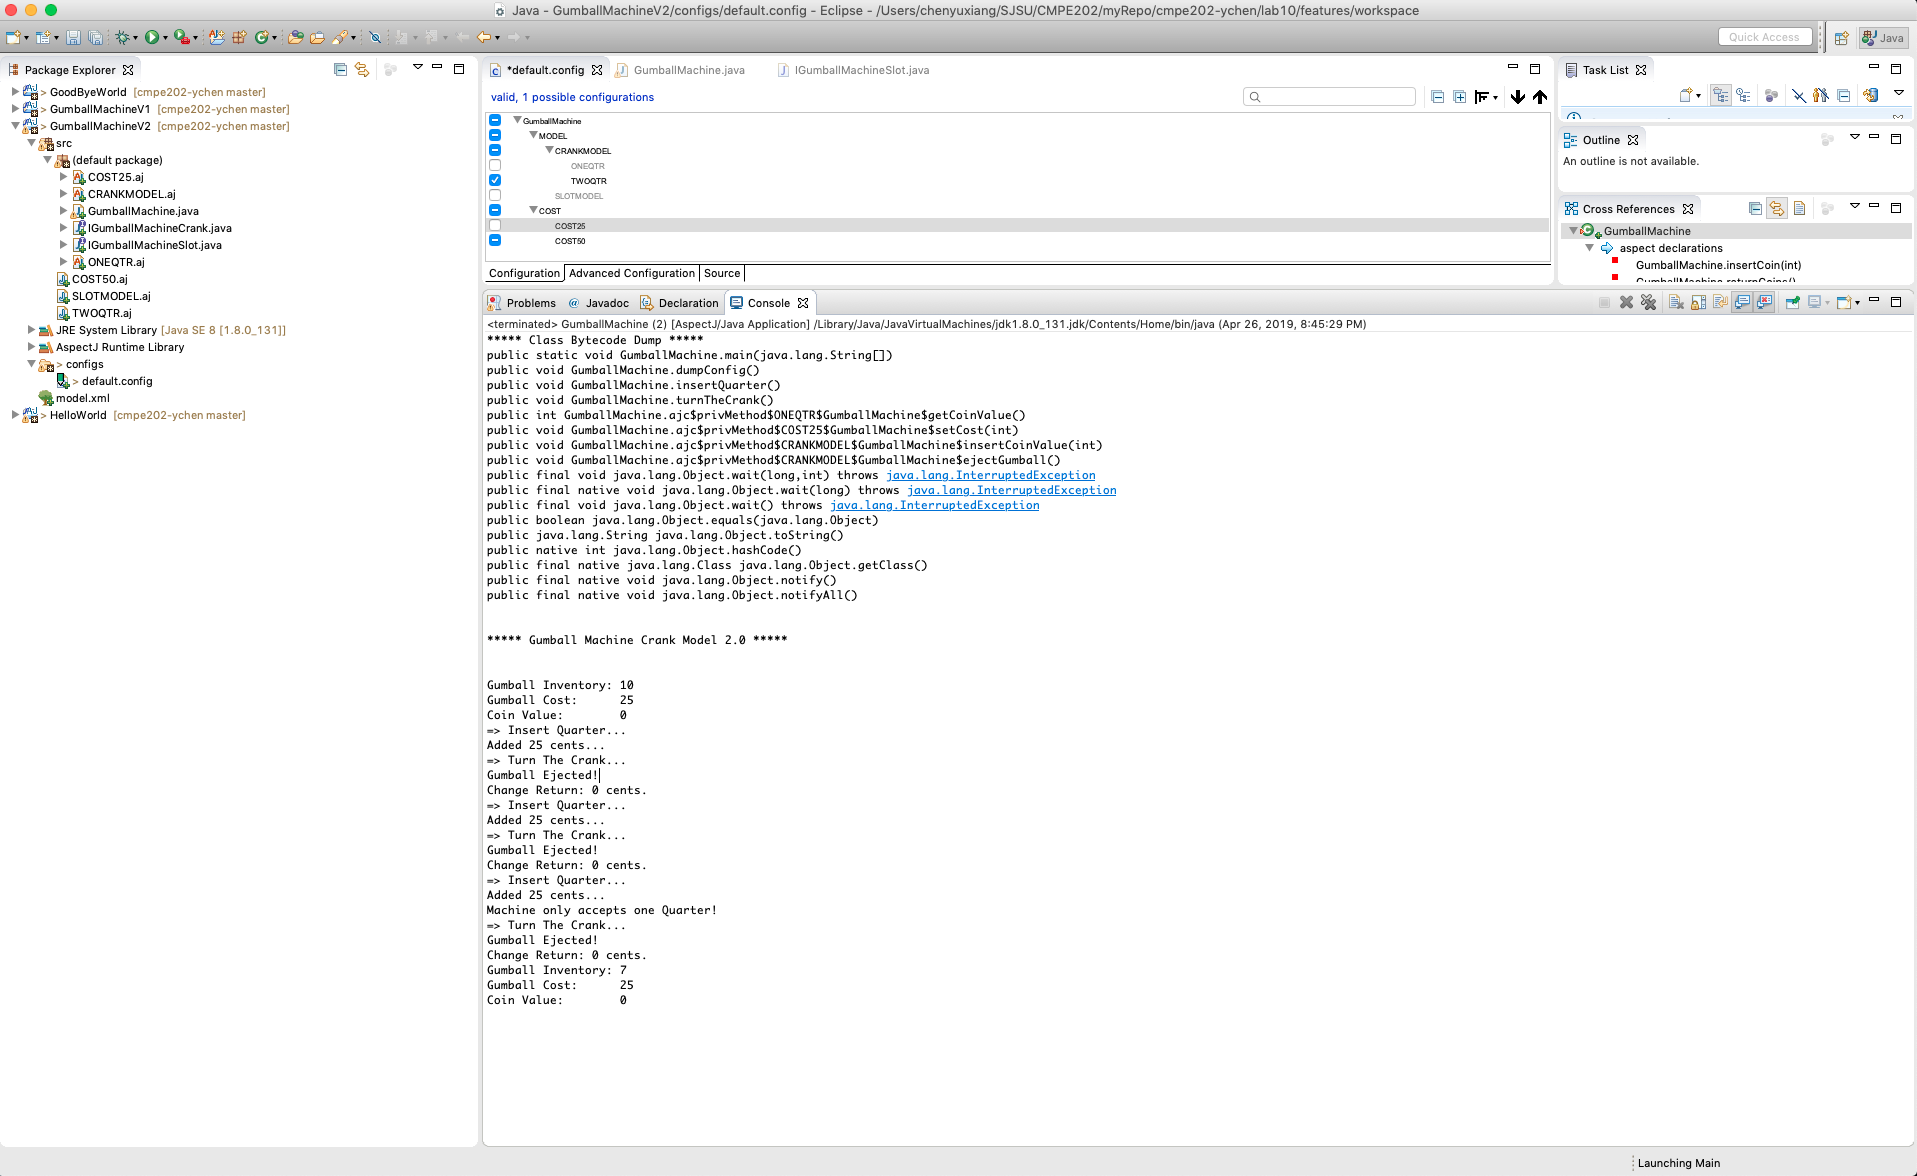 Java - GumballMachineV2/configs/default.config - Eclipse - /Users/chenyuxiang/SJSU/CMPE202/myRepo/cmpe202-ychen/lab10/features/workspace
Quick Access
Java
Package Explorer
> GoodByeWorld [cmpe202-ychen master]
> GumballMachineV1 [cmpe202-ychen master]
> GumballMachineV2 [cmpe202-ychen master]
> src
(default package)
COST25.aj
CRANKMODEL.aj
GumballMachine.java
IGumballMachineCrank.java
IGumballMachineSlot.java
ONEQTR.aj
COST50.aj
SLOTMODEL.aj
TWOQTR.aj
JRE System Library [Java SE 8 [1.8.0_131]]
AspectJ Runtime Library
> configs
> default.config
model.xml
> HelloWorld [cmpe202-ychen master]
*default.config
GumballMachine.java
IGumballMachineSlot.java
valid, 1 possible configurations
GumballMachine
MODEL
CRANKMODEL
ONEQTR
TWOQTR
SLOTMODEL
COST
COST25
COST50
Configuration
Advanced Configuration
Source
Task List
Outline
An outline is not available.
Cross References
GumballMachine
aspect declarations
GumballMachine.insertCoin(int)
GumballMachine.returnCoins()
Problems
@ Javadoc
Declaration
Console
<terminated> GumballMachine (2) [AspectJ/Java Application] /Library/Java/JavaVirtualMachines/jdk1.8.0_131.jdk/Contents/Home/bin/java (Apr 26, 2019, 8:45:29 PM)
***** Class Bytecode Dump *****
public static void GumballMachine.main(java.lang.String[])
public void GumballMachine.dumpConfig()
public void GumballMachine.insertQuarter()
public void GumballMachine.turnTheCrank()
public int GumballMachine.ajc$privMethod$ONEQTR$GumballMachine$getCoinValue()
public void GumballMachine.ajc$privMethod$COST25$GumballMachine$setCost(int)
public void GumballMachine.ajc$privMethod$CRANKMODEL$GumballMachine$insertCoinValue(int)
public void GumballMachine.ajc$privMethod$CRANKMODEL$GumballMachine$ejectGumball()
public final void java.lang.Object.wait(long,int) throws java.lang.InterruptedException
public final native void java.lang.Object.wait(long) throws java.lang.InterruptedException
public final void java.lang.Object.wait() throws java.lang.InterruptedException
public boolean java.lang.Object.equals(java.lang.Object)
public java.lang.String java.lang.Object.toString()
public native int java.lang.Object.hashCode()
public final native java.lang.Class java.lang.Object.getClass()
public final native void java.lang.Object.notify()
public final native void java.lang.Object.notifyAll()
***** Gumball Machine Crank Model 2.0 *****
Gumball Inventory: 10
Gumball Cost: 25
Coin Value: 0
=> Insert Quarter...
Added 25 cents...
=> Turn The Crank...
Gumball Ejected!
Change Return: 0 cents.
=> Insert Quarter...
Added 25 cents...
=> Turn The Crank...
Gumball Ejected!
Change Return: 0 cents.
=> Insert Quarter...
Added 25 cents...
Machine only accepts one Quarter!
=> Turn The Crank...
Gumball Ejected!
Change Return: 0 cents.
Gumball Inventory: 7
Gumball Cost: 25
Coin Value: 0
Launching Main